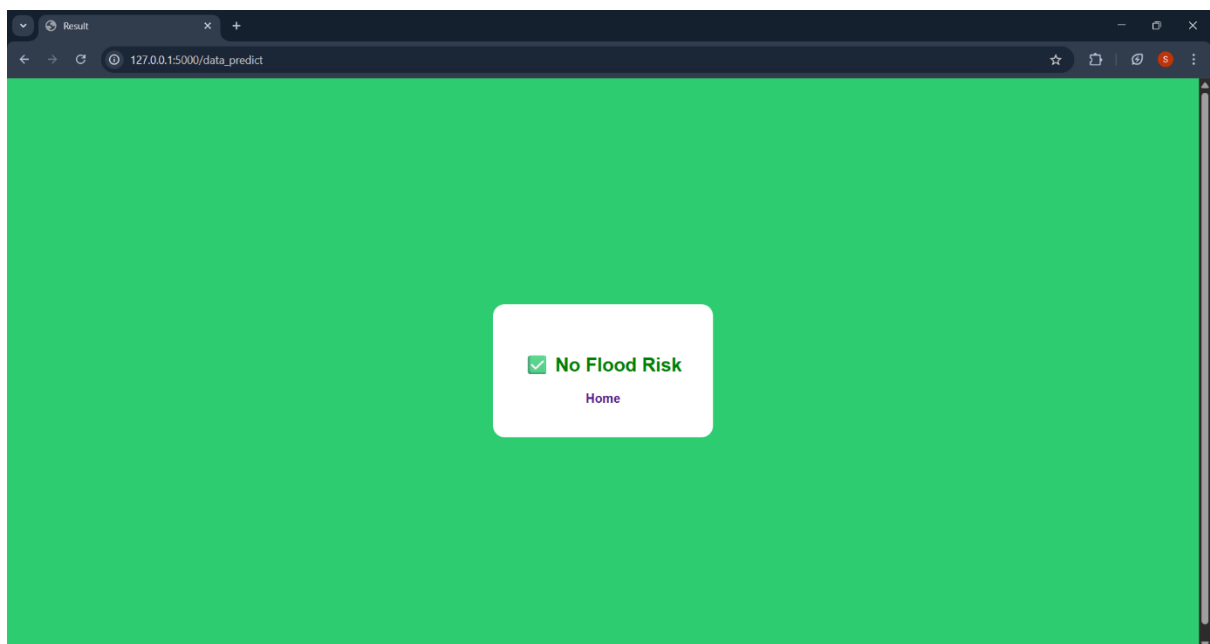 Result
127.0.0.1:5000/data_predict
S
✅ No Flood Risk
Home